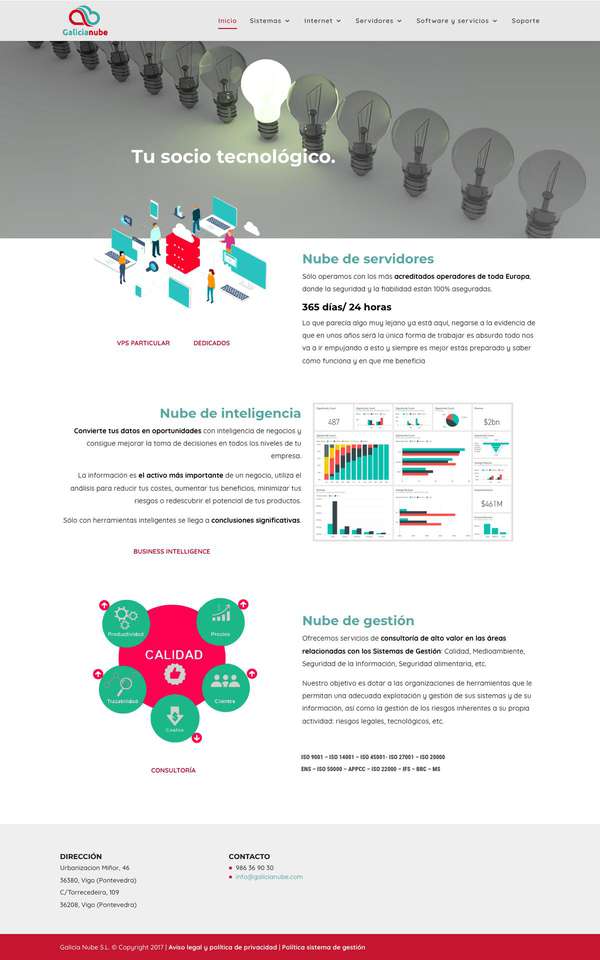 Galicianube
Inicio
Sistemas
Internet
Servidores
Software y servicios
Soporte
Tu socio tecnológico.
Nube de servidores
Sólo operamos con los más acreditados operadores de toda Europa,
donde la seguridad y la fiabilidad están 100% aseguradas.
365 días/ 24 horas
Lo que parecía algo muy lejano ya está aquí, negarse a la evidencia de
que en unos años será la única forma de trabajar es absurdo todo nos
va a ir empujando a esto y siempre es mejor estás preparado y saber
cómo funciona y en que me beneficia
VPS PARTICULAR
DEDICADOS
Nube de inteligencia
Convierte tus datos en oportunidades con inteligencia de negocios y
consigue mejorar la toma de decisiones en todos los niveles de tu
empresa.
La información es el activo más importante de un negocio, utiliza el
análisis para reducir tus costes, aumentar tus beneficios, minimizar tus
riesgos o redescubrir el potencial de tus productos.
Sólo con herramientas inteligentes se llega a conclusiones significativas.
BUSINESS INTELLIGENCE
487
$2bn
$461M
Productividad
Precios
CALIDAD
Trazabilidad
Clientes
Costes
CONSULTORÍA
Nube de gestión
Ofrecemos servicios de consultoría de alto valor en las áreas
relacionados con los Sistemas de Gestión: Calidad, Medioambiente,
Seguridad de la Información, Seguridad alimentaria, etc.
Nuestro objetivo es dotar a las organizaciones de herramientas que le
permitan una adecuada explotación y gestión de sus sistemas y de su
información, así como la gestión de los riesgos inherentes a su propia
actividad: riesgos legales, tecnológicos, etc.
ISO 9001 – ISO 14001 – ISO 45001- ISO 27001 – ISO 20000
ENS – ISO 50000 – APPCC – ISO 22000 – IFS – BRC – MS
DIRECCIÓN
Urbanizacion Miñor, 46
36380, Vigo (Pontevedra)
C/Torrecedeira, 109
36208, Vigo (Pontevedra)
CONTACTO
986 36 90 30
info@galicianube.com
Galicia Nube S.L. © Copyright 2017 | Aviso legal y política de privacidad | Política sistema de gestión